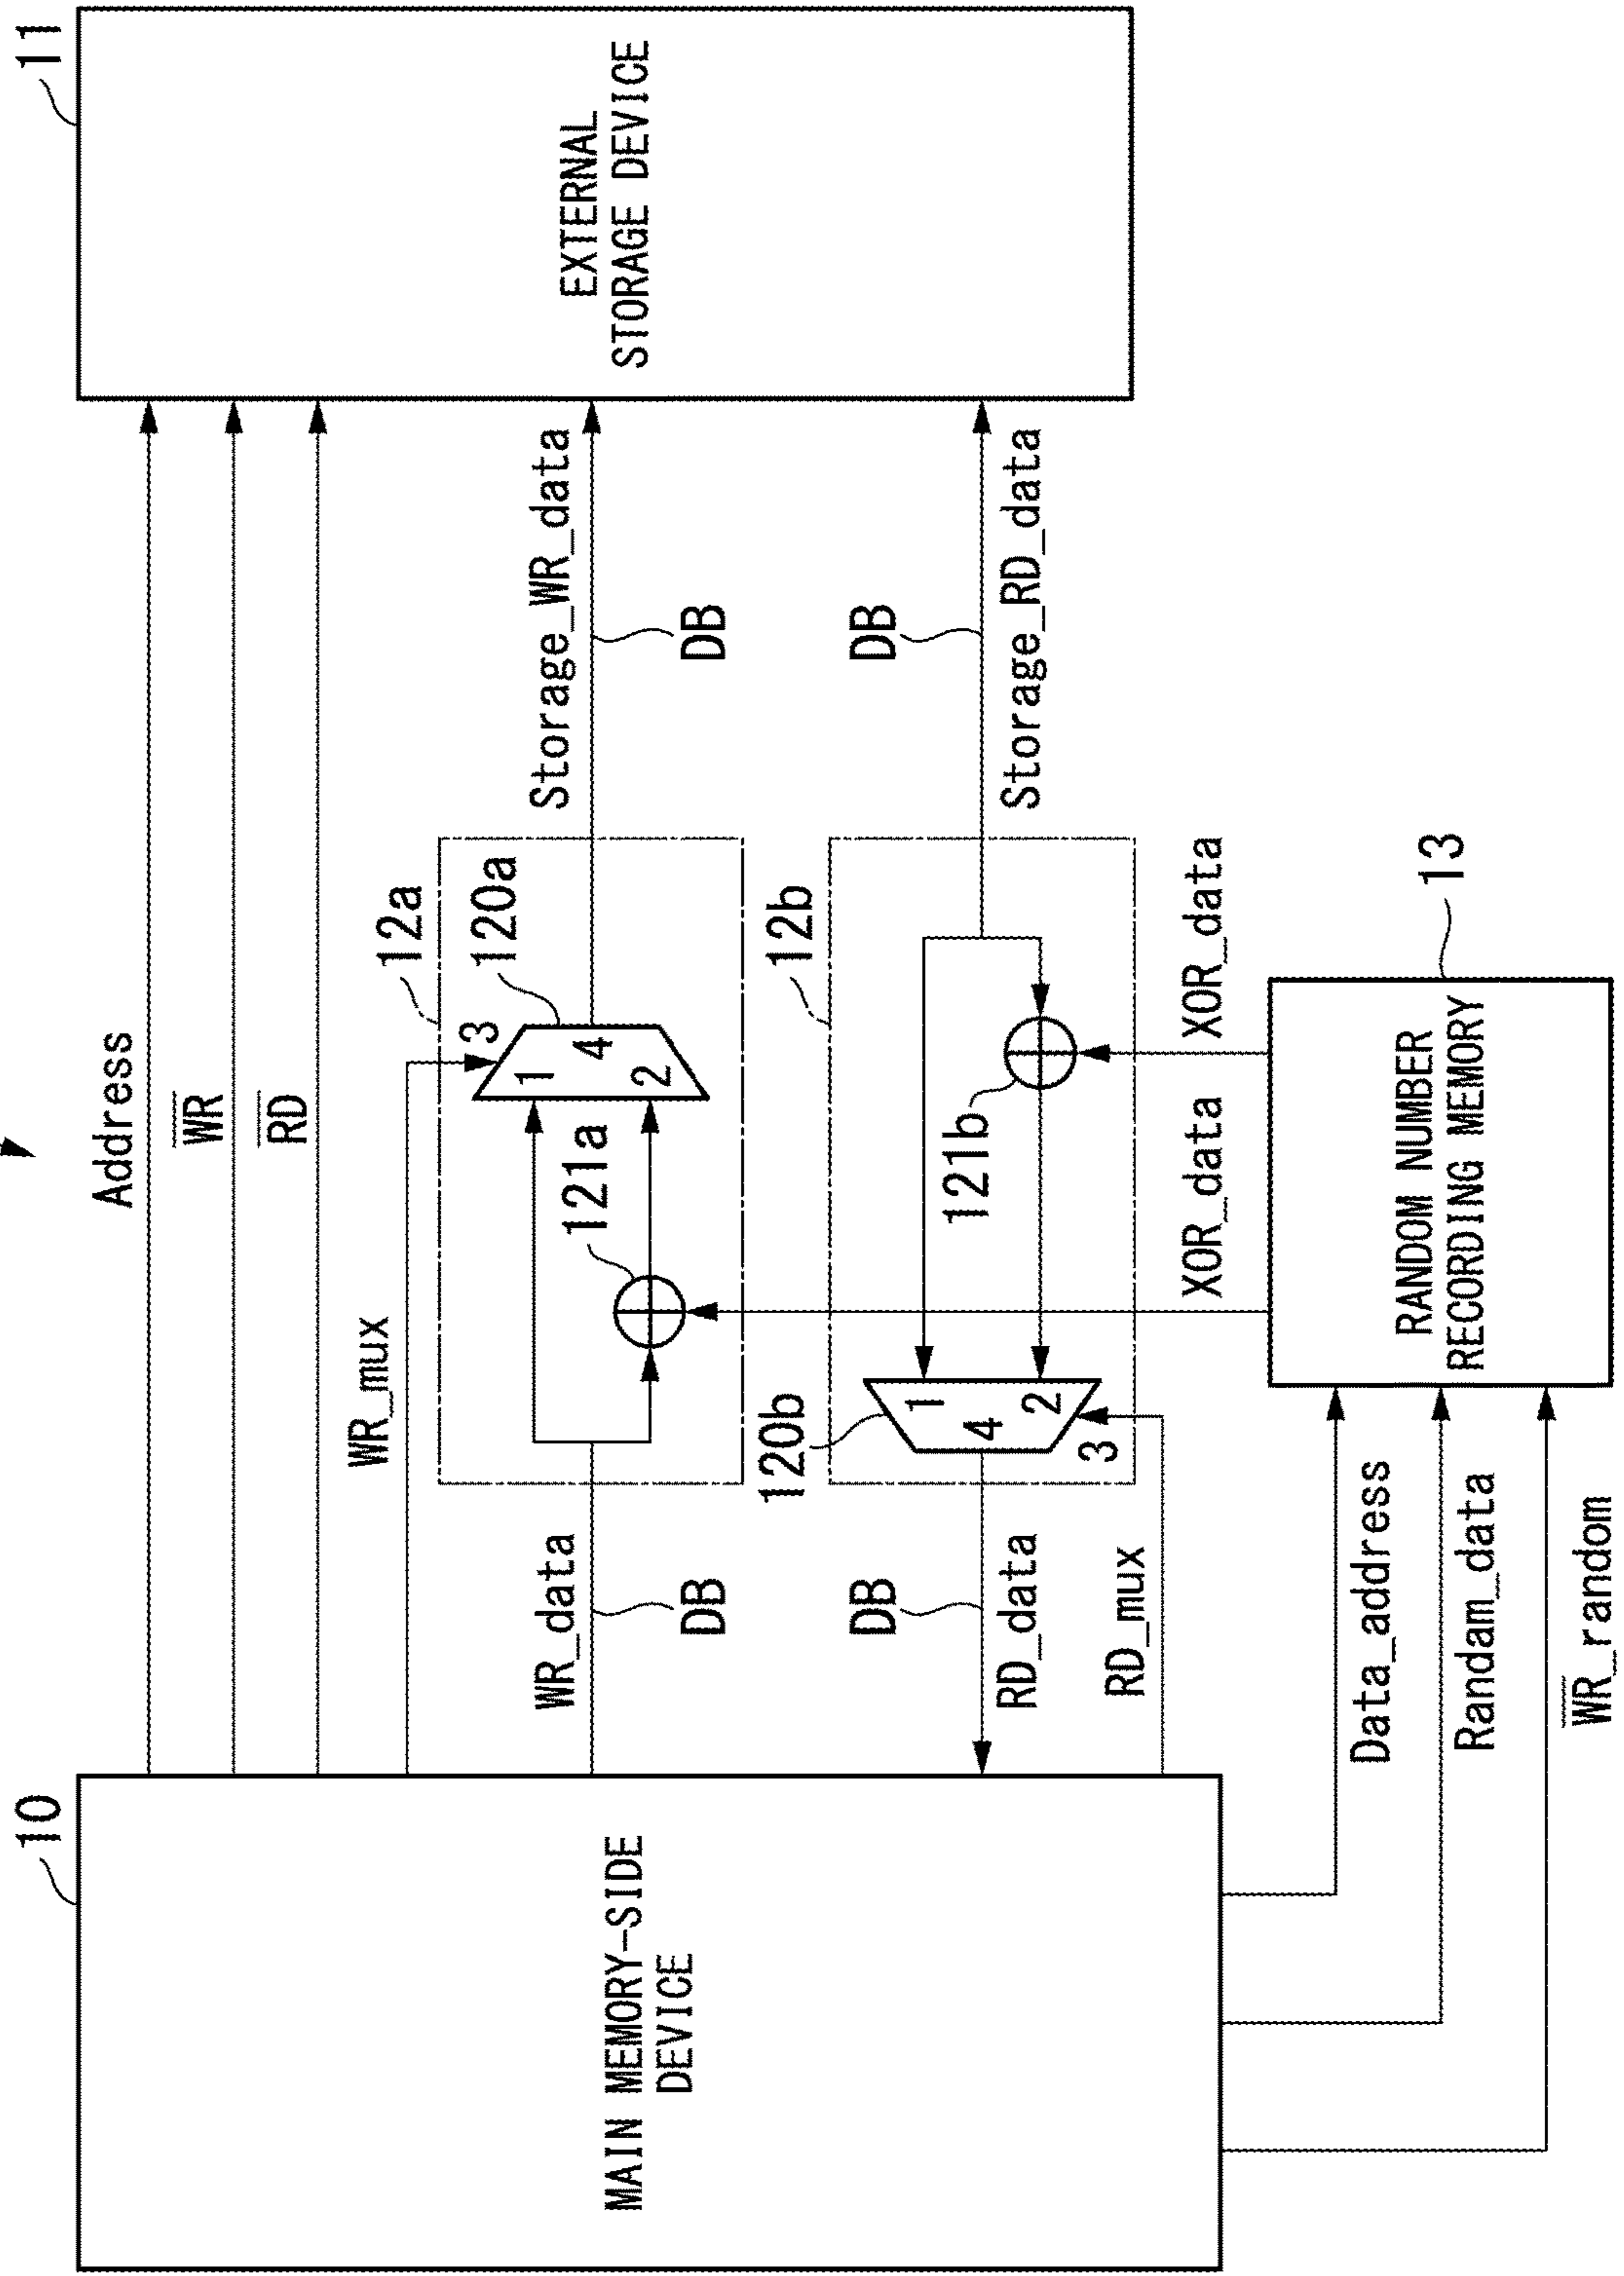 10
11
MAIN MEMORY-SIDE
DEVICE
EXTERNAL
STORAGE DEVICE
Address
WR
RD
WR_mux
12a
3
120a
1
4
2
121a
WR_data
DB
Storage_WR_data
DB
12b
120b
1
4
2
3
121b
DB
RD_data
DB
Storage_RD_data
RD_mux
XOR_data
XOR_data
13
RANDOM NUMBER
RECORDING MEMORY
Data_address
Randam_data
WR_random